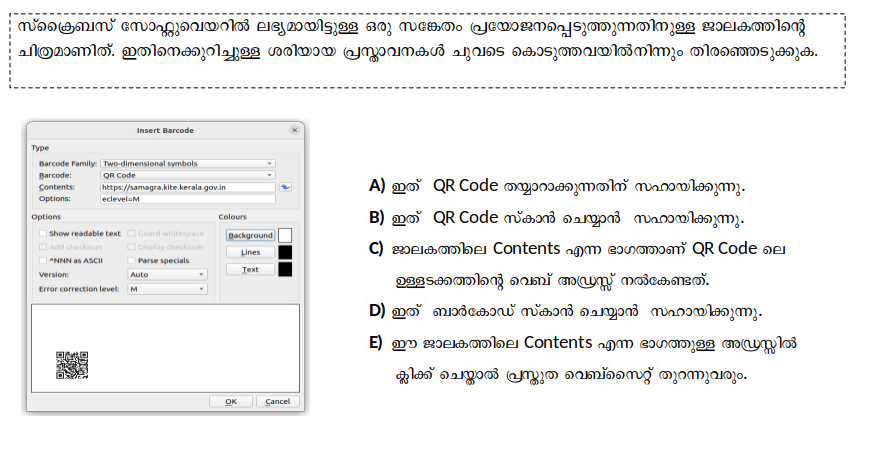 സ്ക്രൈബസ് സോഫ്റ്റുവെയറിൽ ലഭ്യമായിട്ടുള്ള ഒരു സങ്കേതം പ്രയോജനപ്പെടുത്തുന്നതിനുള്ള ജാലകത്തിന്റെ
ചിത്രമാണിത്. ഇതിനെക്കുറിച്ചുള്ള ശരിയായ പ്രസ്താവനകൾ ചുവടെ കൊടുത്തവയിൽനിന്നും തിരഞ്ഞെടുക്കുക.
Insert Barcode
Type
Barcode Family: Two-dimensional symbols
Barcode: QR Code
Contents: https://samagra.kite.kerala.gov.in
Options: eclevel=M
Options Colours
Show readable text Guard whitespace Background
Add checksum Display checksum
^NNN as ASCII Parse specials Lines
Version: Auto Text
Error correction level: M
OK Cancel
A) ഇത് QR Code തയ്യാറാക്കുന്നതിന് സഹായിക്കുന്നു.
B) ഇത് QR Code സ്കാൻ ചെയ്യാൻ സഹായിക്കുന്നു.
C) ജാലകത്തിലെ Contents എന്ന ഭാഗത്താണ് QR Code ലെ
ഉള്ളടക്കത്തിന്റെ വെബ് അഡ്രസ്സ് നൽകേണ്ടത്.
D) ഇത് ബാർകോഡ് സ്കാൻ ചെയ്യാൻ സഹായിക്കുന്നു.
E) ഈ ജാലകത്തിലെ Contents എന്ന ഭാഗത്തുള്ള അഡ്രസ്സിൽ
ക്ലിക്ക് ചെയ്താൽ പ്രസ്തുത വെബ്സൈറ്റ് തുറന്നുവരും.